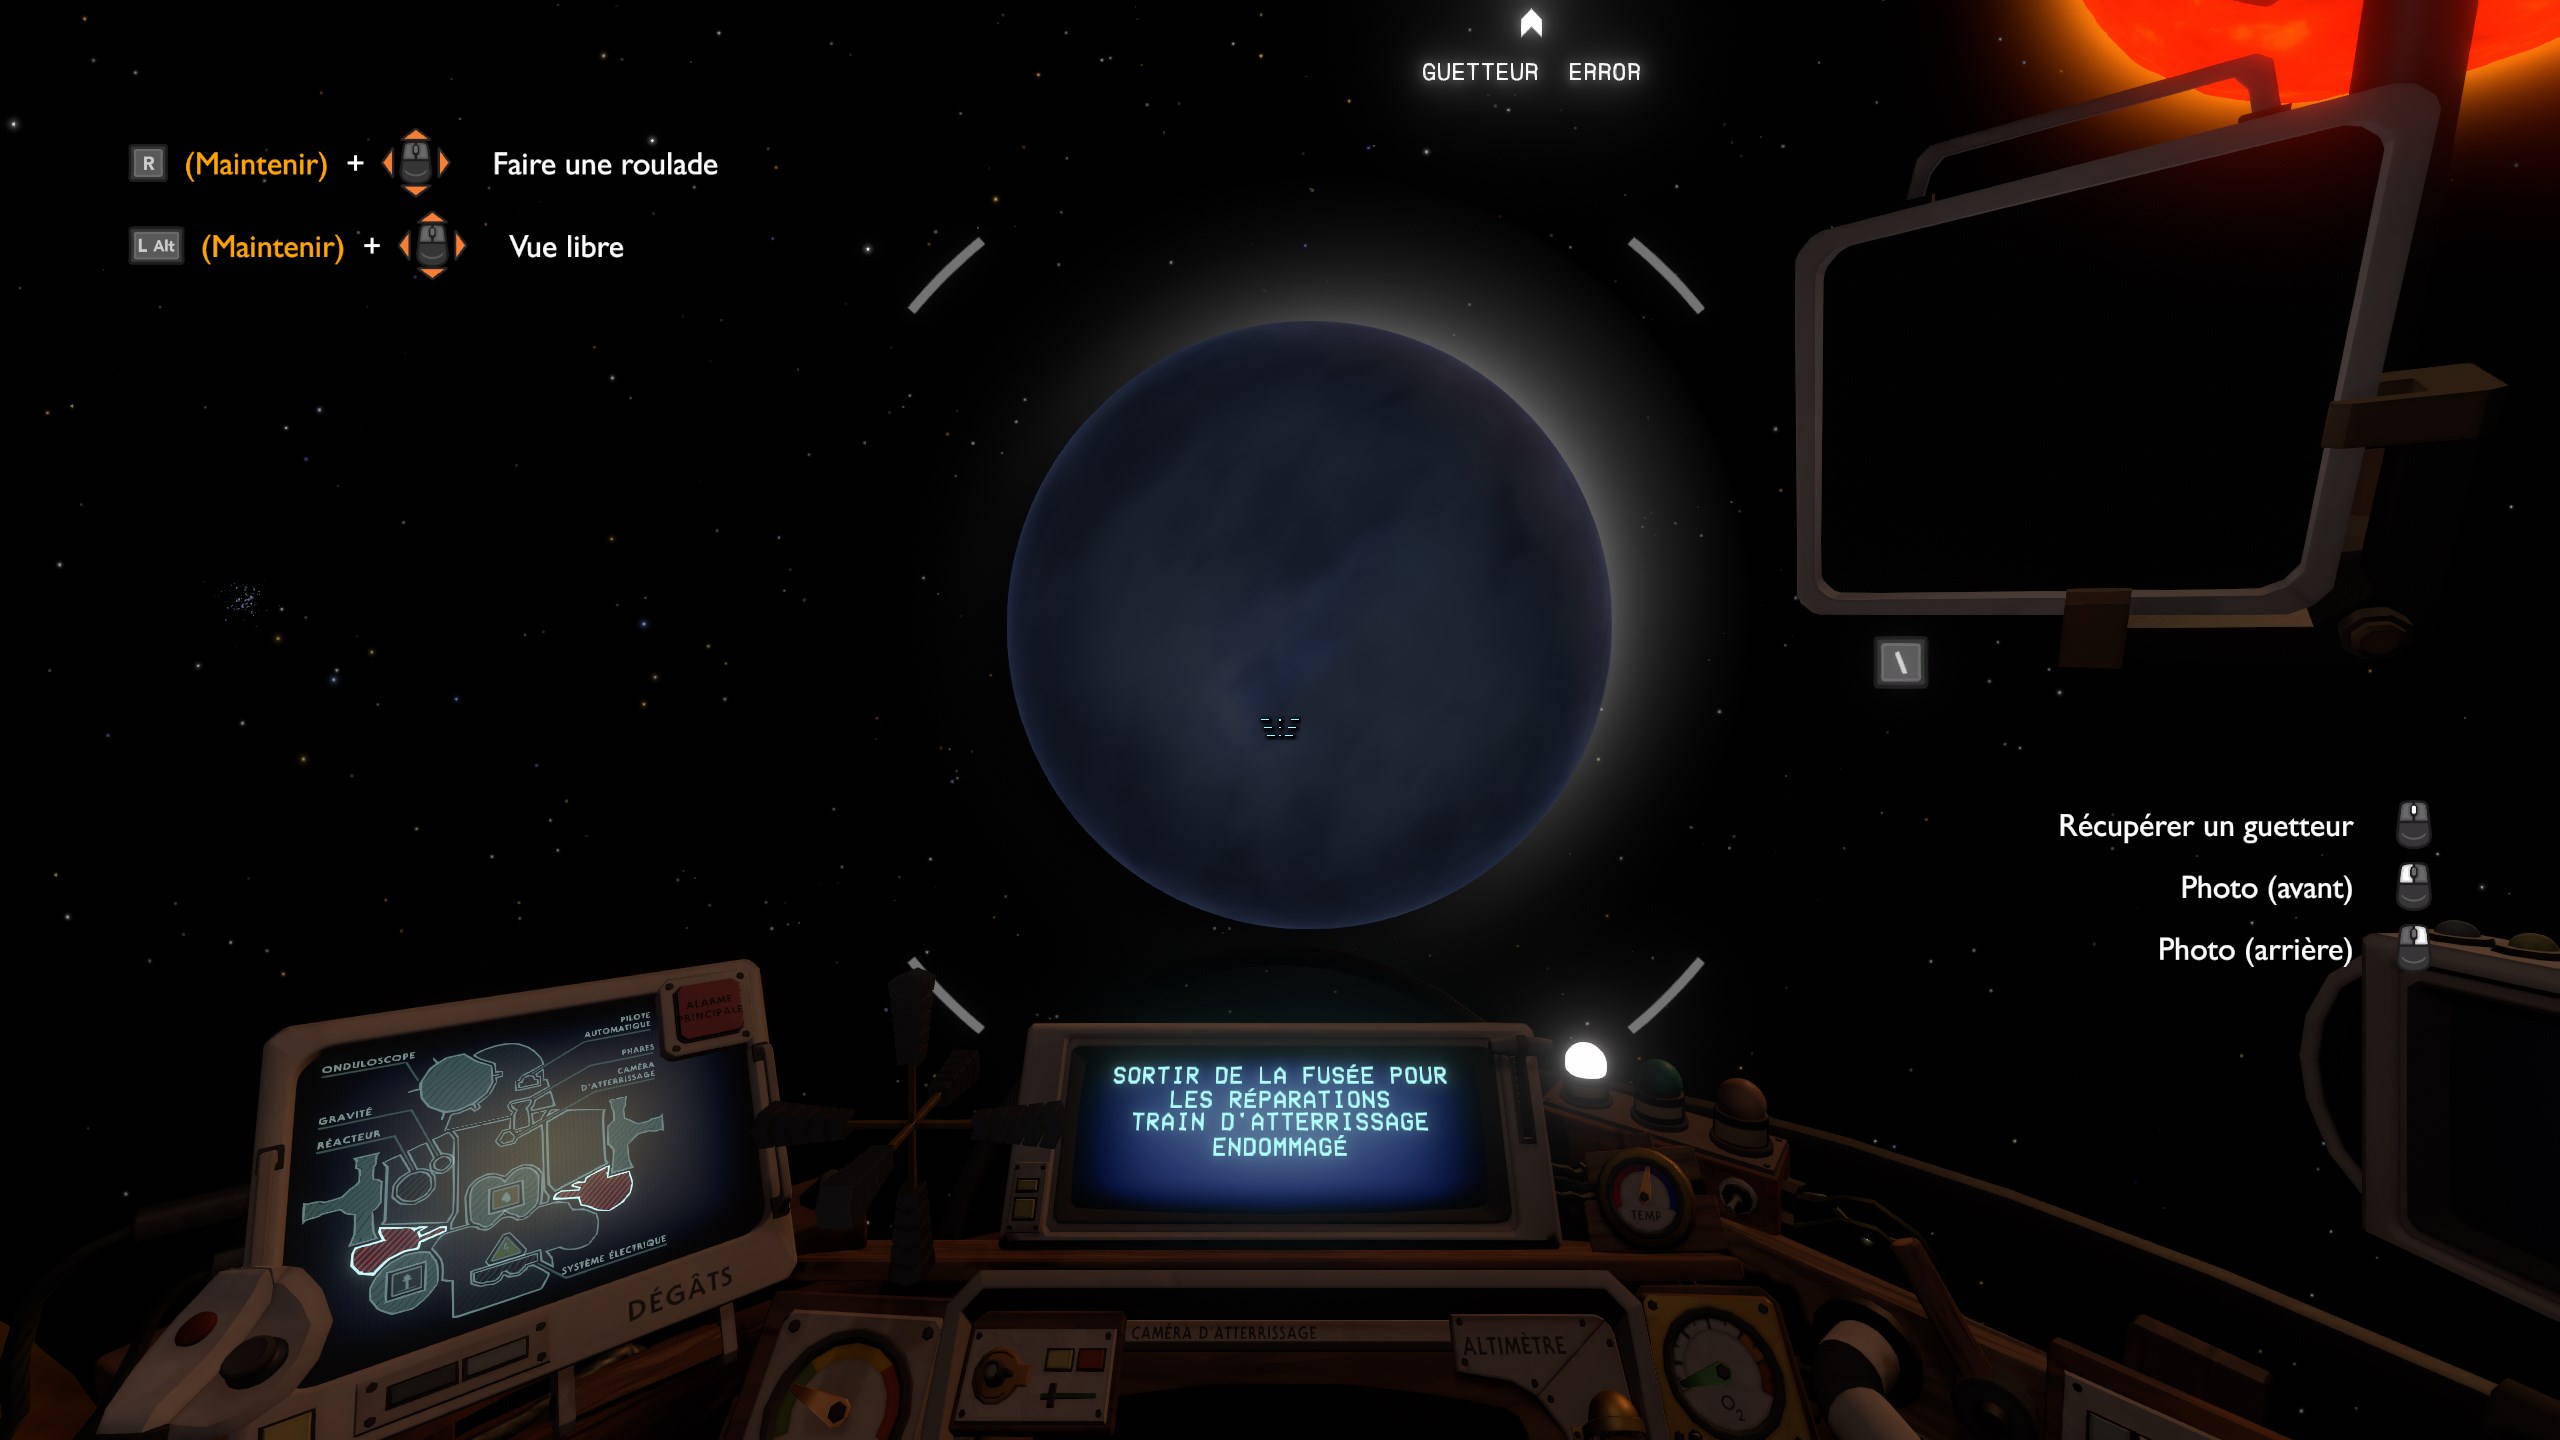 GUETTEUR ERROR
R (Maintenir) + Faire une roulade
L Alt (Maintenir) + Vue libre
\
Récupérer un guetteur
Photo (avant)
Photo (arrière)
ALARME
PRINCIPALE
PILOTE
AUTOMATIQUE
PHARES
CAMÉRA
D'ATTERRISSAGE
ONDULOSCOPE
GRAVITÉ
RÉACTEUR
SYSTÈME ÉLECTRIQUE
DÉGÂTS
SORTIR DE LA FUSÉE POUR
LES RÉPARATIONS
TRAIN D'ATTERRISSAGE
ENDOMMAGÉ
TEMP
CAMÉRA D'ATTERRISSAGE
ALTIMÈTRE
O2